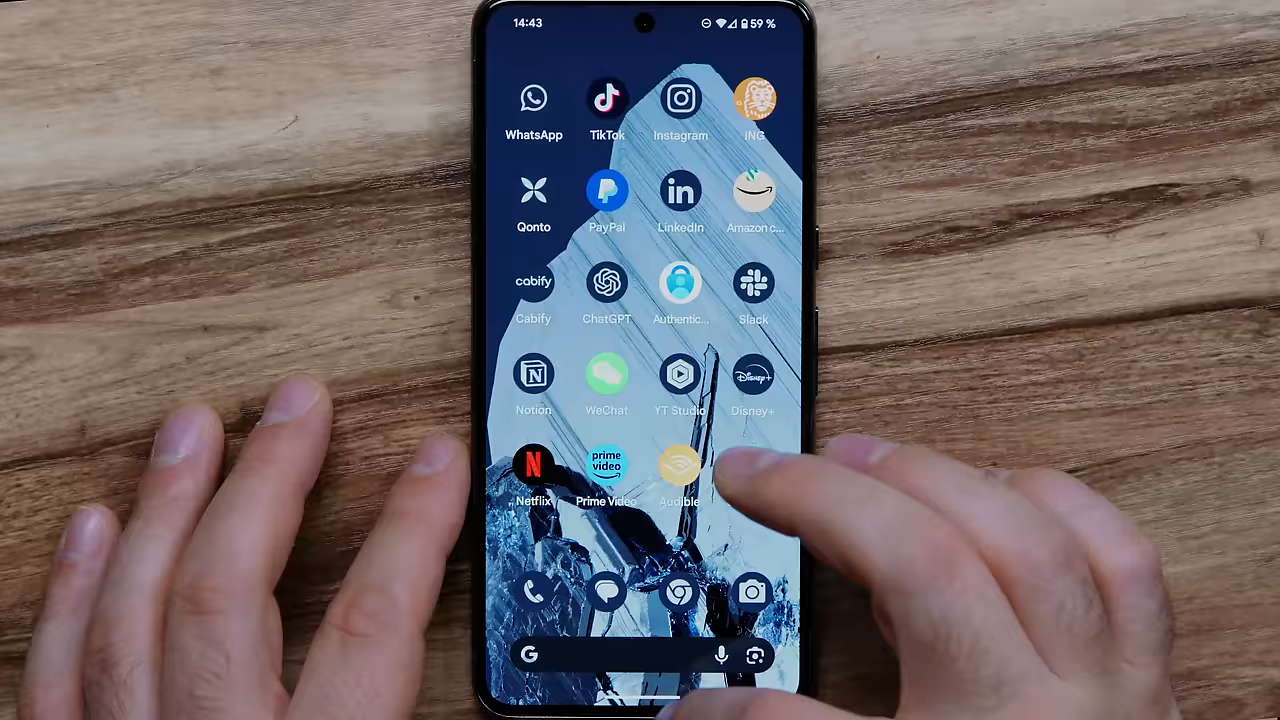 14:43 59 %
WhatsApp TikTok Instagram ING
Qonto PayPal LinkedIn Amazon c...
cabify
Cabify ChatGPT Authentic... Slack
Disney+
Notion WeChat YT Studio Disney+
prime
video
Netflix Prime Video Audible